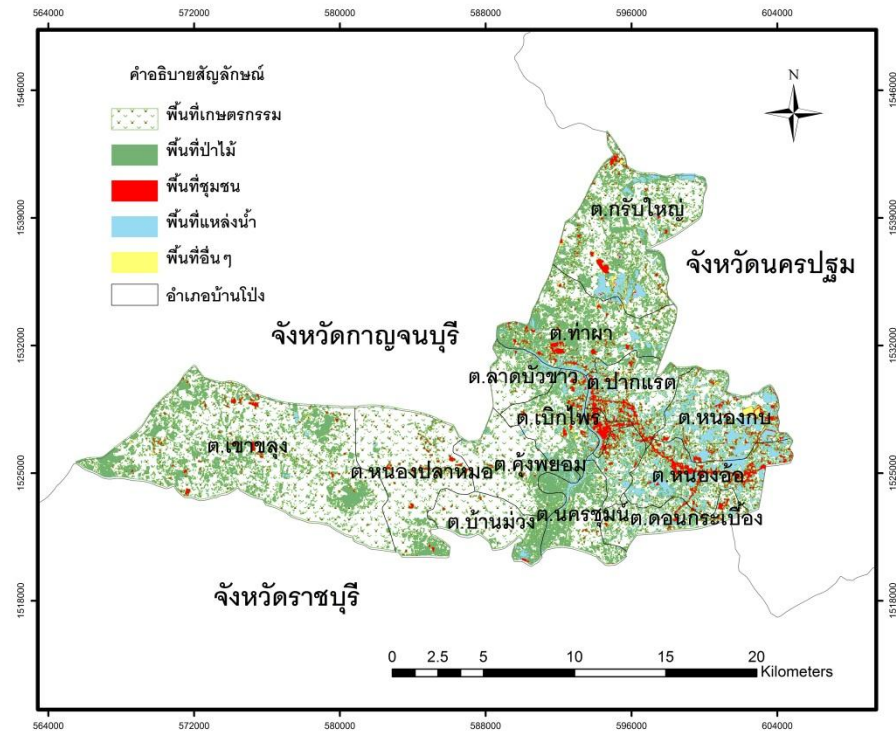 564000 572000 580000 588000 596000 604000
1546000 1546000
คำอธิบายสัญลักษณ์
N
พื้นที่เกษตรกรรม
พื้นที่ป่าไม้
พื้นที่ชุมชน
พื้นที่แหล่งน้ำ
พื้นที่อื่น ๆ
อำเภอบ้านโป่ง
1539000 1539000
ต.กรับใหญ่
จังหวัดนครปฐม
จังหวัดกาญจนบุรี
1532000 1532000
ต.ท่าผา
ต.ลาดบัวขาว
ต.ปากแรต
ต.เบิกไพร
ต.หนองกบ
ต.เขาขลุง
ต.หนองปลาหมอ
ต.คุ้งพยอม
ต.หนองอ้อ
1525000 1525000
ต.บ้านม่วง
ต.นครชุมน์
ต.ดอนกระเบื่อง
จังหวัดราชบุรี
1518000 1518000
0 2.5 5 10 15 20
Kilometers
564000 572000 580000 588000 596000 604000